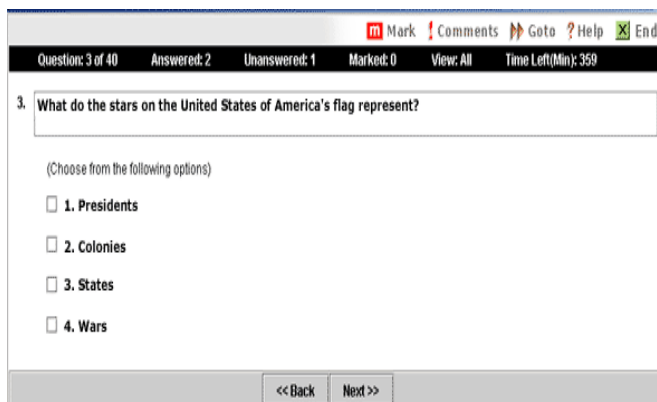 m Mark ! Comments Goto ? Help X End
Question: 3 of 40 Answered: 2 Unanswered: 1 Marked: 0 View: All Time Left(Min): 359
3. What do the stars on the United States of America's flag represent?
(Choose from the following options)
1. Presidents
2. Colonies
3. States
4. Wars
<< Back Next >>